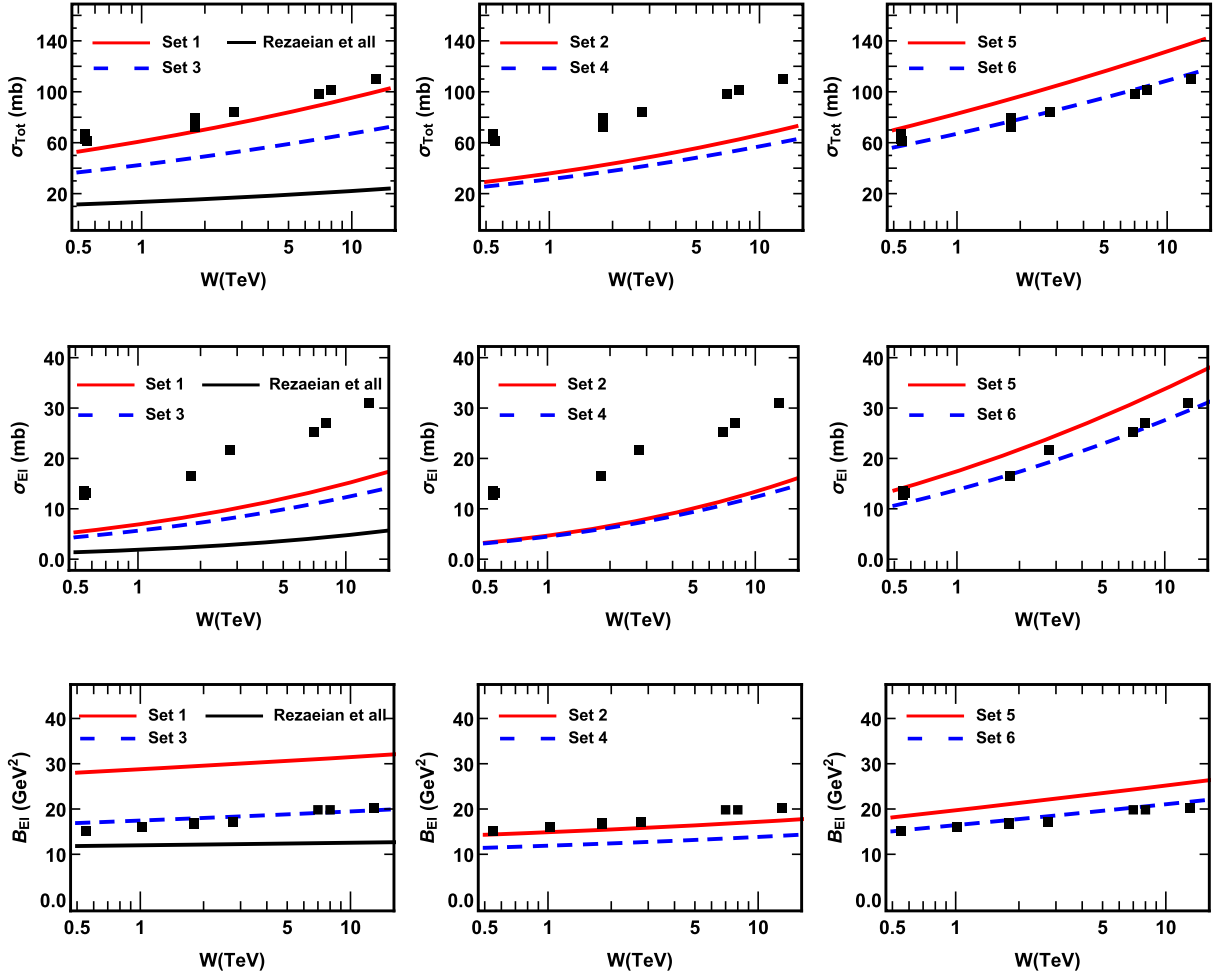 140
100
60
20
σTot (mb)
Set 1
Rezaeian et all
Set 3
0.5
1
5
10
W(TeV)
140
100
60
20
σTot (mb)
Set 2
Set 4
0.5
1
5
10
W(TeV)
140
100
60
20
σTot (mb)
Set 5
Set 6
0.5
1
5
10
W(TeV)
40
30
20
10
0.0
σEl (mb)
Set 1
Rezaeian et all
Set 3
0.5
1
5
10
W(TeV)
40
30
20
10
0.0
σEl (mb)
Set 2
Set 4
0.5
1
5
10
W(TeV)
40
30
20
10
0.0
σEl (mb)
Set 5
Set 6
0.5
1
5
10
W(TeV)
40
30
20
10
0.0
BEl (GeV²)
Set 1
Rezaeian et all
Set 3
0.5
1
5
10
W(TeV)
40
30
20
10
0.0
BEl (GeV²)
Set 2
Set 4
0.5
1
5
10
W(TeV)
40
30
20
10
0.0
BEl (GeV²)
Set 5
Set 6
0.5
1
5
10
W(TeV)